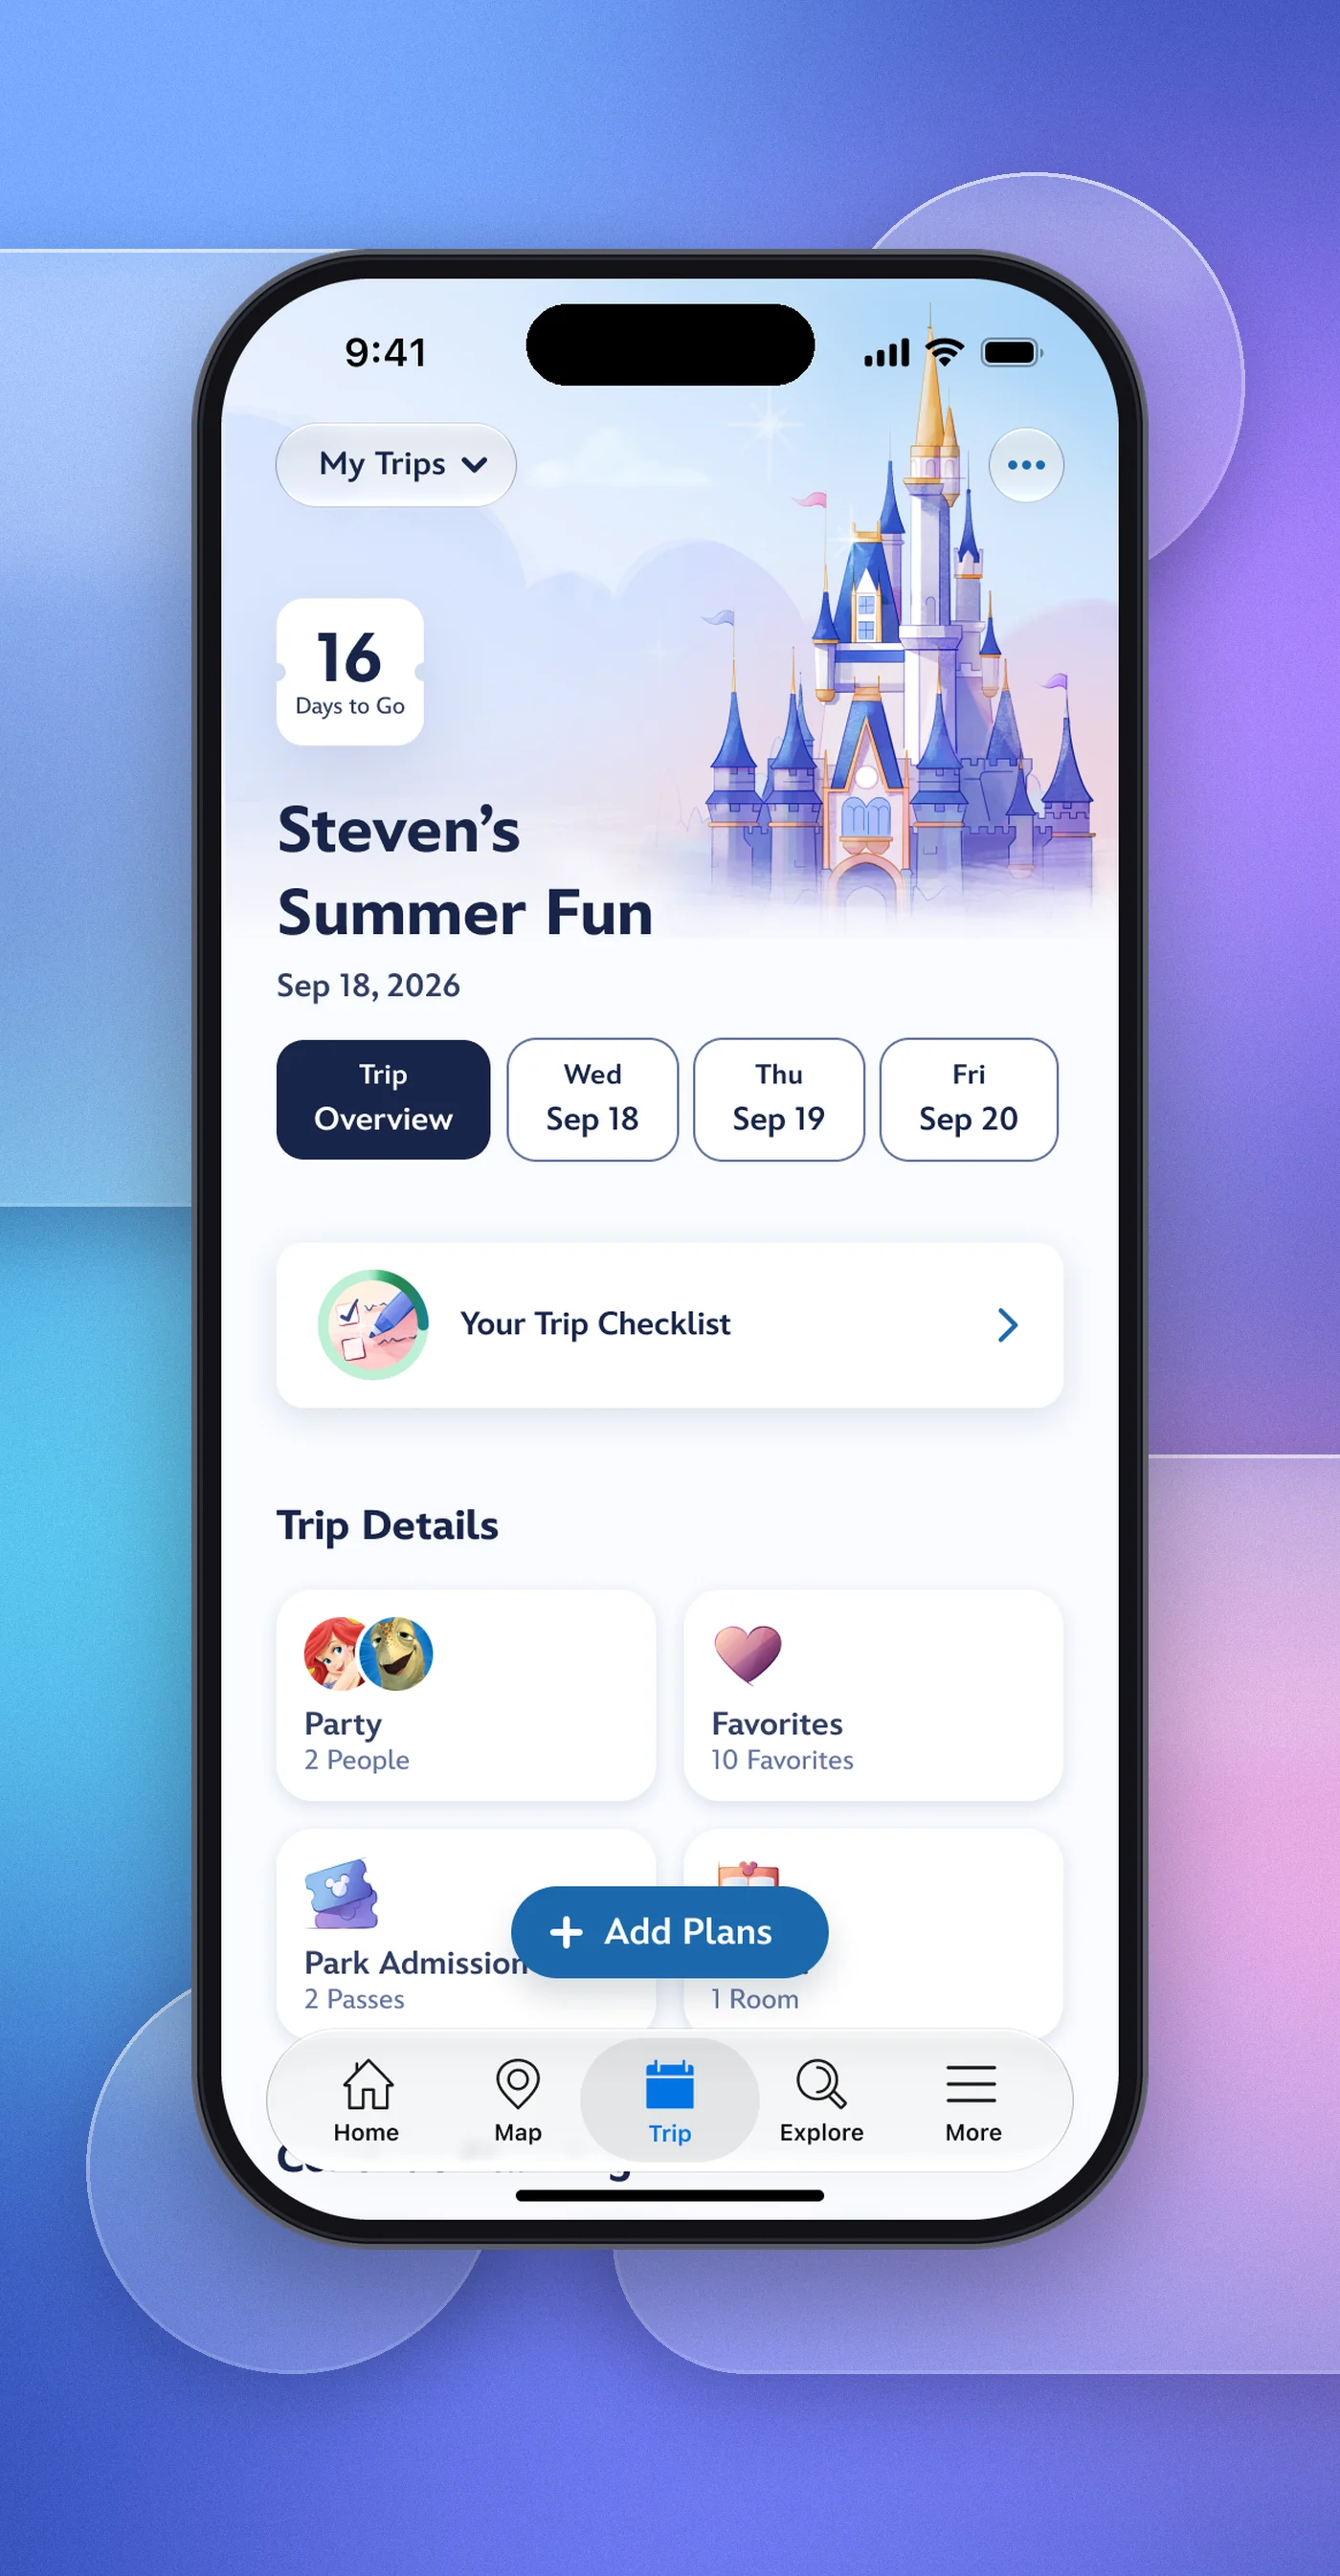 9:41
My Trips
16
Days to Go
Steven’s
Summer Fun
Sep 18, 2026
Trip
Overview
Wed
Sep 18
Thu
Sep 19
Fri
Sep 20
Your Trip Checklist
Trip Details
Party
2 People
Favorites
10 Favorites
Park Admission
2 Passes
1 Room
Add Plans
Home
Map
Trip
Explore
More